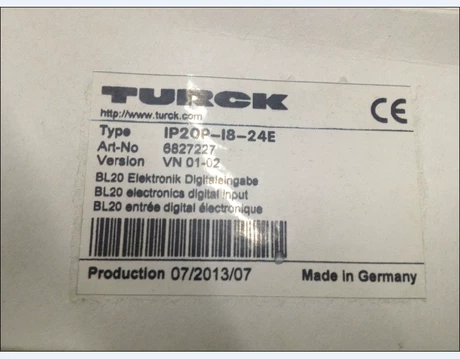 TURCK
http://www.turck.com
CE
Type IP20P-I8-24E
Art-No 6827227
Version VN 01-02
BL20 Elektronik Digitaleingabe
BL20 electronics digital input
BL20 entrée digital électronique
Production 07/2013/07 Made in Germany